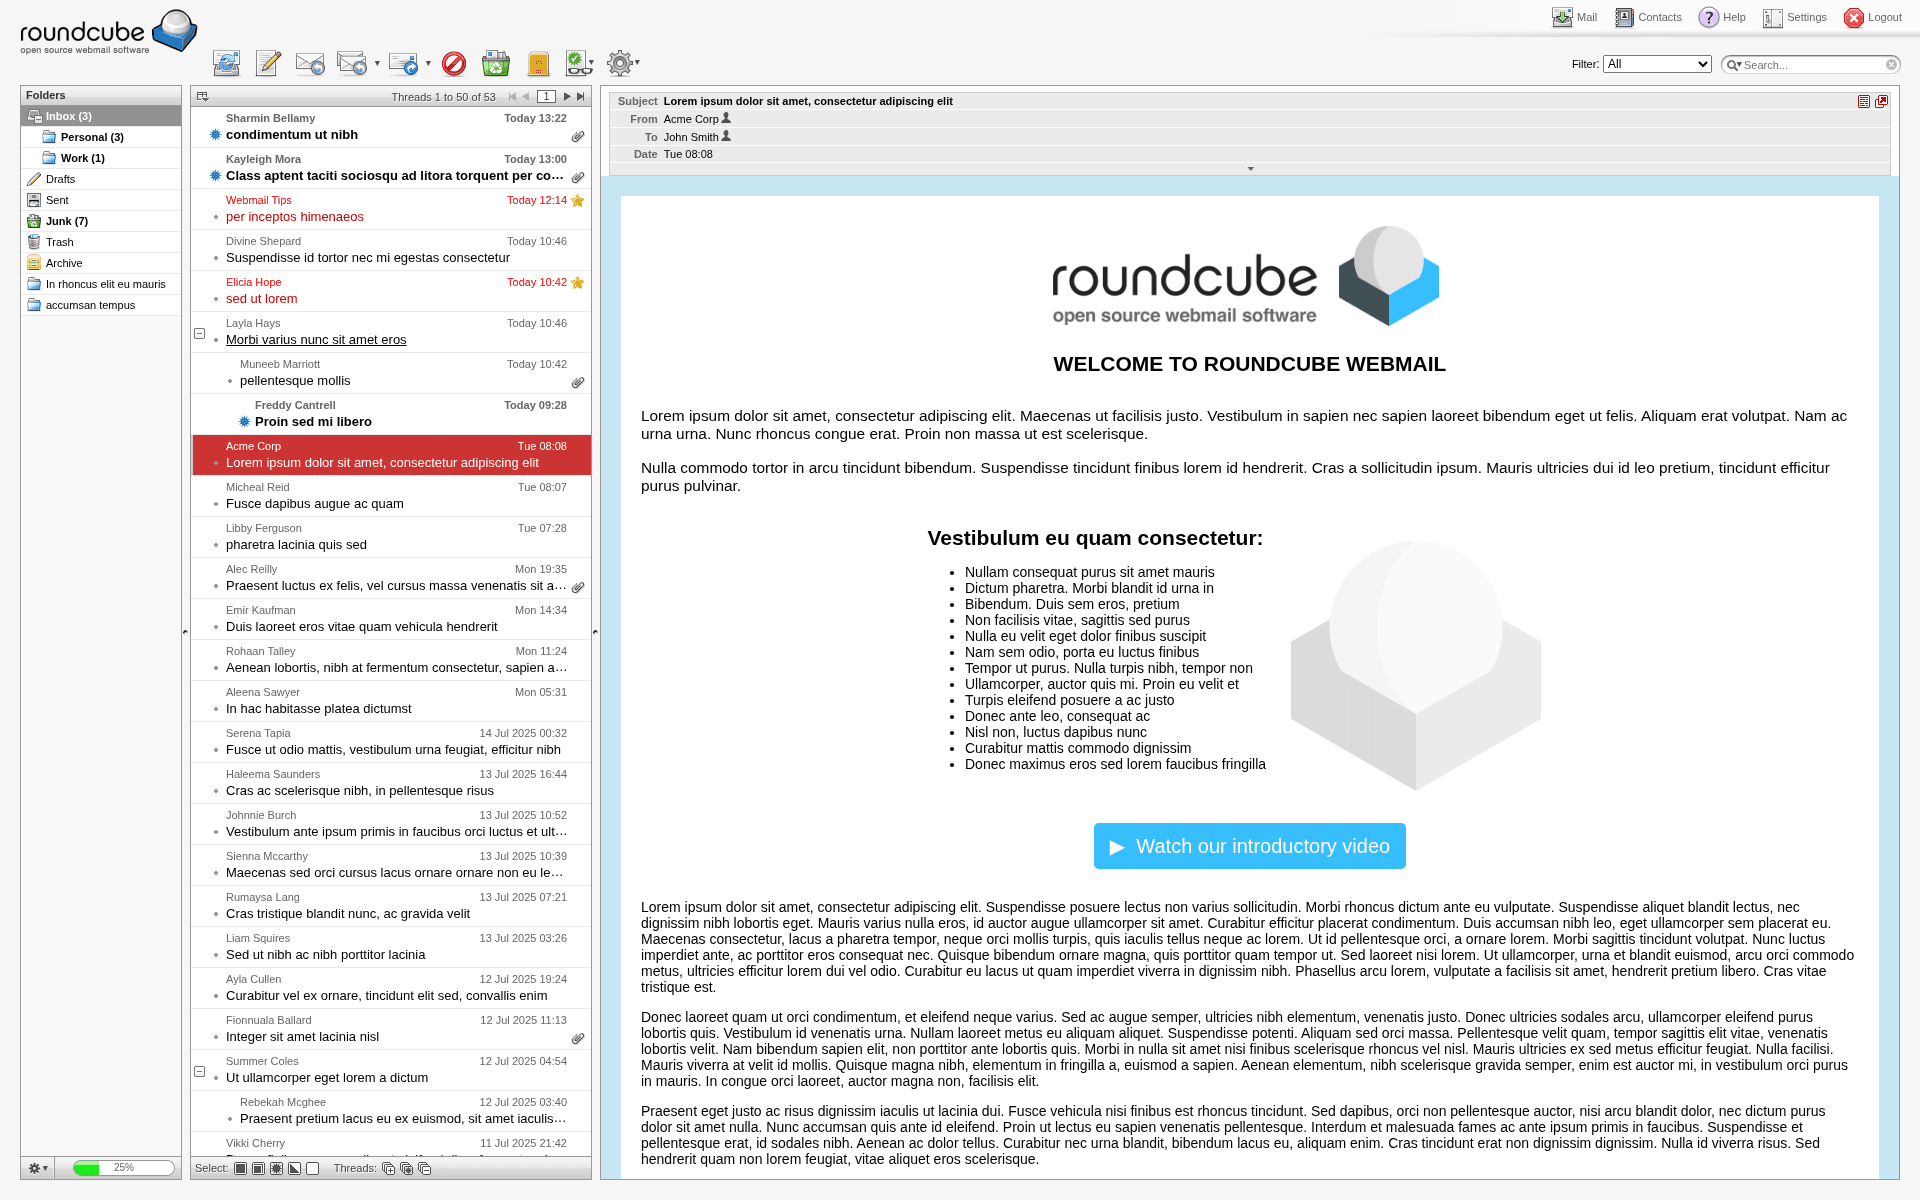 roundcube
open source webmail software
Mail
Contacts
Help
Settings
Logout
Filter: All
Search...
Folders
Inbox (3)
Personal (3)
Work (1)
Drafts
Sent
Junk (7)
Trash
Archive
In rhoncus elit eu mauris
accumsan tempus
25%
Threads 1 to 50 of 53
1
Sharmin Bellamy Today 13:22
condimentum ut nibh
Kayleigh Mora Today 13:00
Class aptent taciti sociosqu ad litora torquent per co…
Webmail Tips Today 12:14
per inceptos himenaeos
Divine Shepard Today 10:46
Suspendisse id tortor nec mi egestas consectetur
Elicia Hope Today 10:42
sed ut lorem
Layla Hays Today 10:46
Morbi varius nunc sit amet eros
Muneeb Marriott Today 10:42
pellentesque mollis
Freddy Cantrell Today 09:28
Proin sed mi libero
Acme Corp Tue 08:08
Lorem ipsum dolor sit amet, consectetur adipiscing elit
Micheal Reid Tue 08:07
Fusce dapibus augue ac quam
Libby Ferguson Tue 07:28
pharetra lacinia quis sed
Alec Reilly Mon 19:35
Praesent luctus ex felis, vel cursus massa venenatis sit a…
Emir Kaufman Mon 14:34
Duis laoreet eros vitae quam vehicula hendrerit
Rohaan Talley Mon 11:24
Aenean lobortis, nibh at fermentum consectetur, sapien a…
Aleena Sawyer Mon 05:31
In hac habitasse platea dictumst
Serena Tapia 14 Jul 2025 00:32
Fusce ut odio mattis, vestibulum urna feugiat, efficitur nibh
Haleema Saunders 13 Jul 2025 16:44
Cras ac scelerisque nibh, in pellentesque risus
Johnnie Burch 13 Jul 2025 10:52
Vestibulum ante ipsum primis in faucibus orci luctus et ult…
Sienna Mccarthy 13 Jul 2025 10:39
Maecenas sed orci cursus lacus ornare ornare non eu le…
Rumaysa Lang 13 Jul 2025 07:21
Cras tristique blandit nunc, ac gravida velit
Liam Squires 13 Jul 2025 03:26
Sed ut nibh ac nibh porttitor lacinia
Ayla Cullen 12 Jul 2025 19:24
Curabitur vel ex ornare, tincidunt elit sed, convallis enim
Fionnuala Ballard 12 Jul 2025 11:13
Integer sit amet lacinia nisl
Summer Coles 12 Jul 2025 04:54
Ut ullamcorper eget lorem a dictum
Rebekah Mcghee 12 Jul 2025 03:40
Praesent pretium lacus eu ex euismod, sit amet iaculis…
Vikki Cherry 11 Jul 2025 21:42
Select:
Threads:
Subject Lorem ipsum dolor sit amet, consectetur adipiscing elit
From Acme Corp
To John Smith
Date Tue 08:08
roundcube
open source webmail software
WELCOME TO ROUNDCUBE WEBMAIL
Lorem ipsum dolor sit amet, consectetur adipiscing elit. Maecenas ut facilisis justo. Vestibulum in sapien nec sapien laoreet bibendum eget ut felis. Aliquam erat volutpat. Nam ac
urna urna. Nunc rhoncus congue erat. Proin non massa ut est scelerisque.
Nulla commodo tortor in arcu tincidunt bibendum. Suspendisse tincidunt finibus lorem id hendrerit. Cras a sollicitudin ipsum. Mauris ultricies dui id leo pretium, tincidunt efficitur
purus pulvinar.
Vestibulum eu quam consectetur:
Nullam consequat purus sit amet mauris
Dictum pharetra. Morbi blandit id urna in
Bibendum. Duis sem eros, pretium
Non facilisis vitae, sagittis sed purus
Nulla eu velit eget dolor finibus suscipit
Nam sem odio, porta eu luctus finibus
Tempor ut purus. Nulla turpis nibh, tempor non
Ullamcorper, auctor quis mi. Proin eu velit et
Turpis eleifend posuere a ac justo
Donec ante leo, consequat ac
Nisl non, luctus dapibus nunc
Curabitur mattis commodo dignissim
Donec maximus eros sed lorem faucibus fringilla
▶ Watch our introductory video
Lorem ipsum dolor sit amet, consectetur adipiscing elit. Suspendisse posuere lectus non varius sollicitudin. Morbi rhoncus dictum ante eu vulputate. Suspendisse aliquet blandit lectus, nec
dignissim nibh lobortis eget. Mauris varius nulla eros, id auctor augue ullamcorper sit amet. Curabitur efficitur placerat condimentum. Duis accumsan nibh leo, eget ullamcorper sem placerat eu.
Maecenas consectetur, lacus a pharetra tempor, neque orci mollis turpis, quis iaculis tellus neque ac lorem. Ut id pellentesque orci, a ornare lorem. Morbi sagittis tincidunt volutpat. Nunc luctus
imperdiet ante, ac porttitor eros consequat nec. Quisque bibendum ornare magna, quis porttitor quam tempor ut. Sed laoreet nisi lorem. Ut ullamcorper, urna et blandit euismod, arcu orci commodo
metus, ultricies efficitur lorem dui vel odio. Curabitur eu lacus ut quam imperdiet viverra in dignissim nibh. Phasellus arcu lorem, vulputate a facilisis sit amet, hendrerit pretium libero. Cras vitae
tristique est.
Donec laoreet quam ut orci condimentum, et eleifend neque varius. Sed ac augue semper, ultricies nibh elementum, venenatis justo. Donec ultricies sodales arcu, ullamcorper eleifend purus
lobortis quis. Vestibulum id venenatis urna. Nullam laoreet metus eu aliquam aliquet. Suspendisse potenti. Aliquam sed orci massa. Pellentesque velit quam, tempor sagittis elit vitae, venenatis
lobortis velit. Nam bibendum sapien elit, non porttitor ante lobortis quis. Morbi in nulla sit amet nisi finibus scelerisque rhoncus vel nisl. Mauris ultricies ex sed metus efficitur feugiat. Nulla facilisi.
Mauris viverra at velit id mollis. Quisque magna nibh, elementum in fringilla a, euismod a sapien. Aenean elementum, nibh scelerisque gravida semper, enim est auctor mi, in vestibulum orci purus
in mauris. In congue orci laoreet, auctor magna non, facilisis elit.
Praesent eget justo ac risus dignissim iaculis ut lacinia dui. Fusce vehicula nisi finibus est rhoncus tincidunt. Sed dapibus, orci non pellentesque auctor, nisi arcu blandit dolor, nec dictum purus
dolor sit amet nulla. Nunc accumsan quis ante id eleifend. Proin ut lectus eu sapien venenatis pellentesque. Interdum et malesuada fames ac ante ipsum primis in faucibus. Suspendisse et
pellentesque erat, id sodales nibh. Aenean ac dolor tellus. Curabitur nec urna blandit, bibendum lacus eu, aliquam enim. Cras tincidunt erat non dignissim dignissim. Nulla id viverra risus. Sed
hendrerit quam non lorem feugiat, vitae aliquet eros scelerisque.